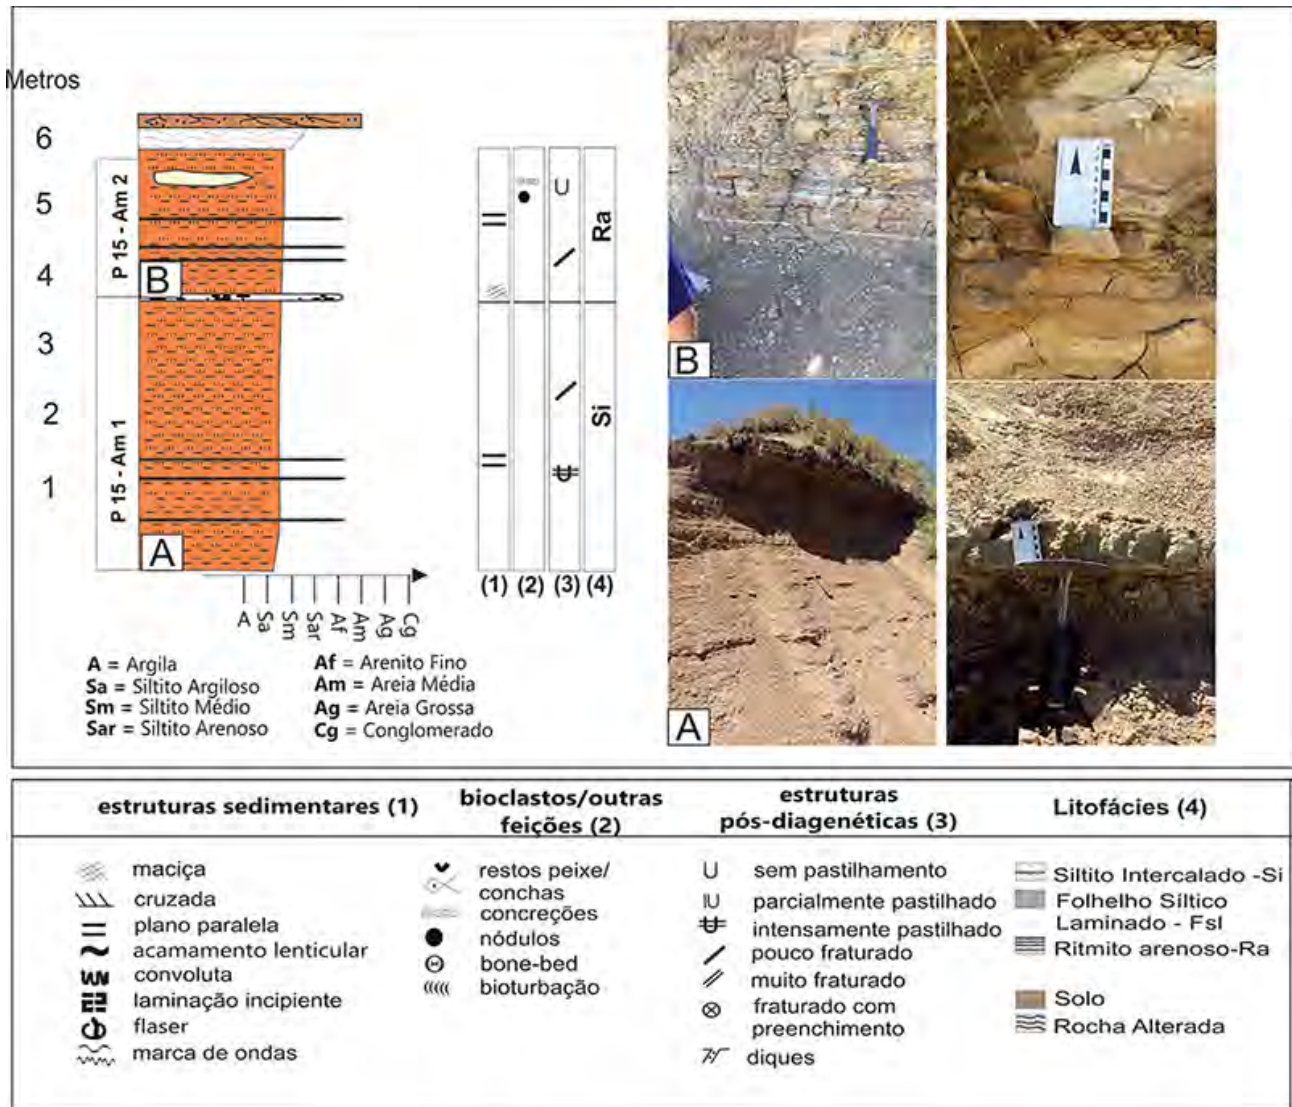 Metros
6
5
4
3
2
1
P 15 - Am 2
P 15 - Am 1
B
A
A
Sa
Sm
Sar
Af
Am
Ag
Cg
A = Argila
Sa = Siltito Argiloso
Sm = Siltito Médio
Sar = Siltito Arenoso
Af = Arenito Fino
Am = Areia Média
Ag = Areia Grossa
Cg = Conglomerado
Ra
Si
(1) (2) (3) (4)
B
A
estruturas sedimentares (1)
maciça
cruzada
plano paralela
acamamento lenticular
convoluta
laminação incipiente
flaser
marca de ondas
bioclastos/outras
feições (2)
restos peixe/
conchas
concreções
nódulos
bone-bed
bioturbação
estruturas
pós-diagenéticas (3)
sem pastilhamento
parcialmente pastilhado
intensamente pastilhado
pouco fraturado
muito fraturado
fraturado com
preenchimento
diques
Litofácies (4)
Siltito Intercalado -Si
Folhelho Síltico
Laminado - Fsl
Ritmito arenoso-Ra
Solo
Rocha Alterada